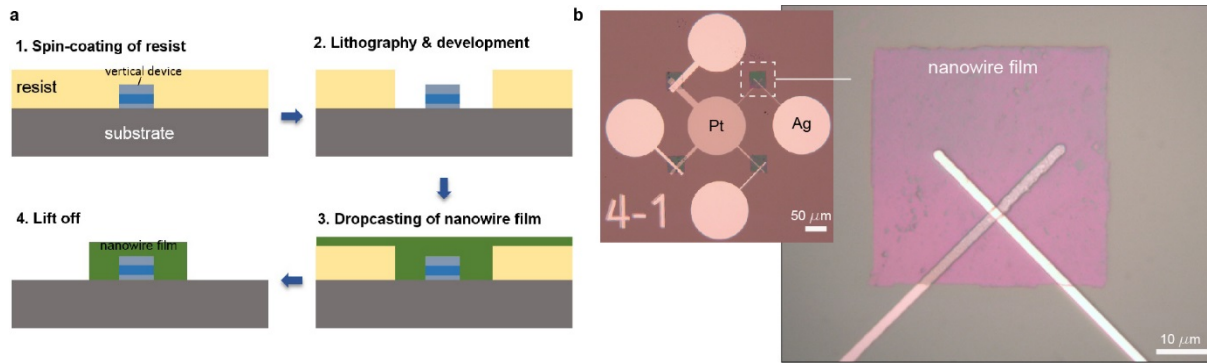 a
1. Spin-coating of resist
vertical device
resist
substrate
2. Lithography & development
4. Lift off
nanowire film
3. Dropcasting of nanowire film
b
Pt
Ag
4-1
50 μm
nanowire film
10 μm